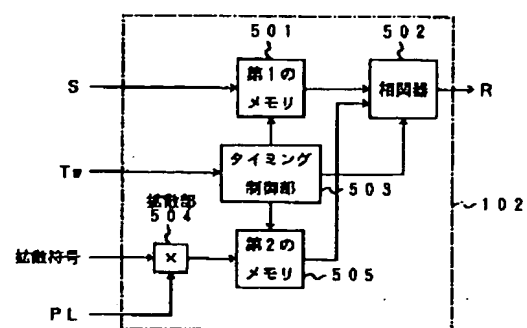 ５０１
５０２
S
第１の
メモリ
相関器
R
Tw
タイミング
制御部
５０３
１０２
拡散部
５０４
拡散符号
×
第２の
メモリ
５０５
PL